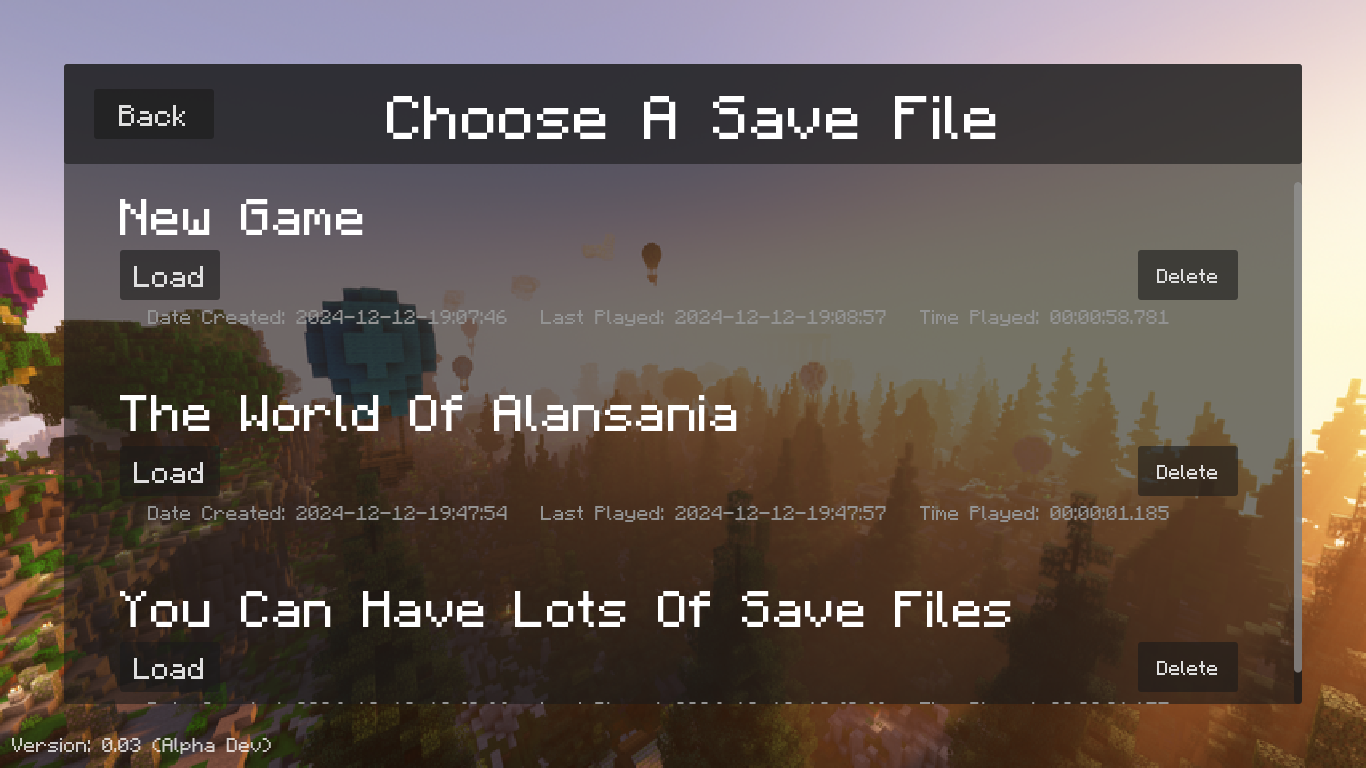 Back
Choose A Save File
New Game
Load
Delete
Date Created: 2024-12-12-19:07:46 Last Played: 2024-12-12-19:08:57 Time Played: 00:00:58.781
The World Of Alansania
Load
Delete
Date Created: 2024-12-12-19:47:54 Last Played: 2024-12-12-19:47:57 Time Played: 00:00:01.185
You Can Have Lots Of Save Files
Load
Delete
Version: 0.03 (Alpha Dev)